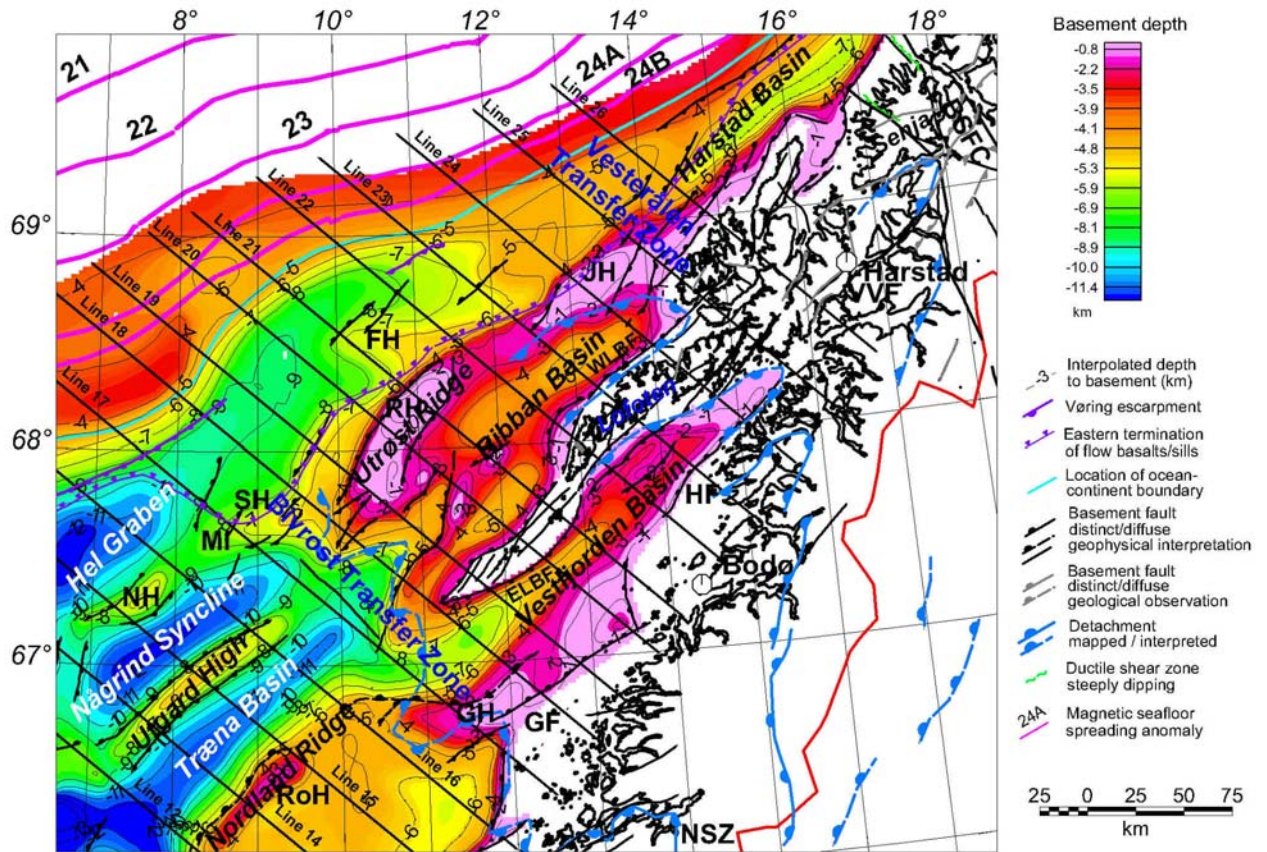 8° 10° 12° 14° 16° 18°
69°
68°
67°
21
22
23
24A
24B
Line 26
Line 25
Line 24
Line 23
Line 22
Line 21
Line 20
Line 19
Line 18
Line 17
Line 16
Line 15
Line 14
Harstad Basin
Vesterålen
Transfer Zone
JH
Harstad
VVF
FH
Ribban Basin
WLBF
Lofoten
RH
Utrøst Ridge
SH
MI
Bivrost Transfer Zone
Hel Graben
NH
Någrind Syncline
Utgard High
Træna Basin
Nordland Ridge
RoH
ELBF
Vestfjorden Basin
HF
Bodø
GH
GF
NSZ
Basement depth
-0.8
-2.2
-3.5
-3.9
-4.1
-4.7
-5.3
-5.9
-6.9
-8.1
-8.9
-10.0
-11.4
km
-3
Interpolated depth
to basement (km)
Vøring escarpment
Eastern termination
of flow basalts/sills
Location of ocean-
continent boundary
Basement fault
distinct/diffuse
geophysical interpretation
Basement fault
distinct/diffuse
geological observation
Detachment
mapped / interpreted
Ductile shear zone
steeply dipping
24A
Magnetic seafloor
spreading anomaly
25 0 25 50 75
km